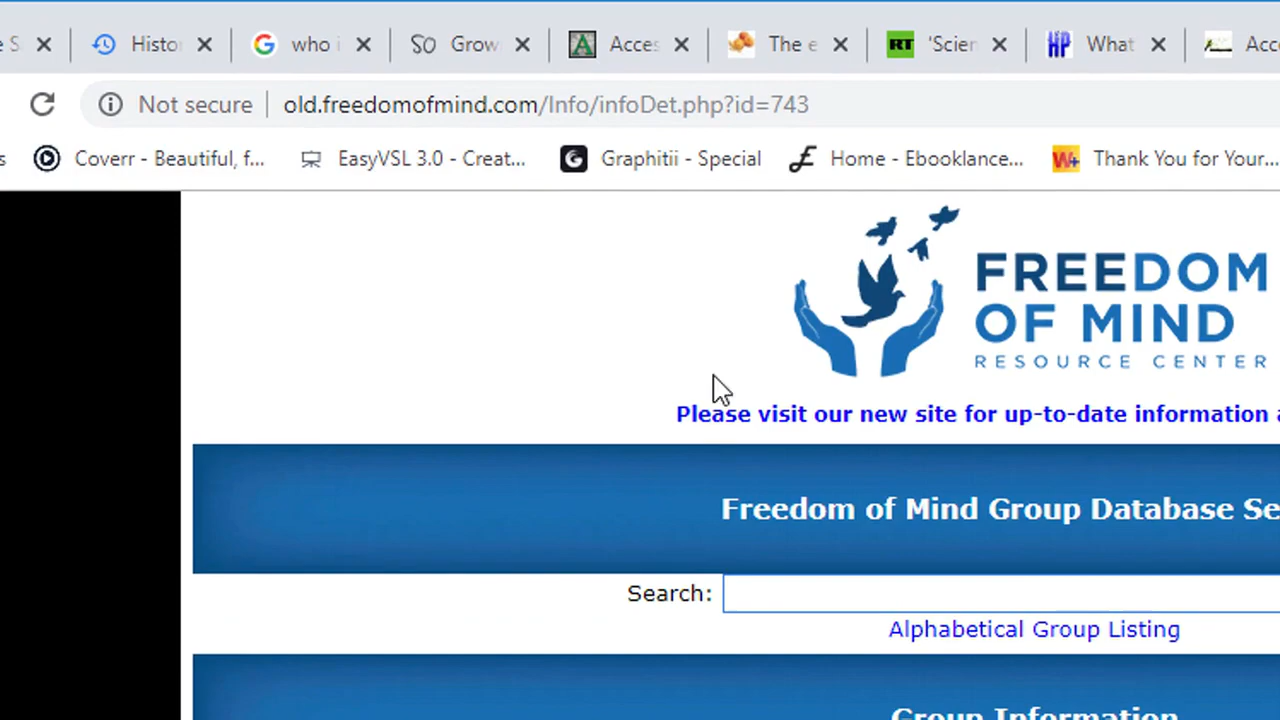 S Histo who i Grow Acces The e RT 'Scien HP What Acc
Not secure old.freedomofmind.com/Info/infoDet.php?id=743
s Coverr - Beautiful, f... EasyVSL 3.0 - Creat... G Graphitii - Special Home - Ebooklance... W+ Thank You for Your...
FREEDOM
OF MIND
RESOURCE CENTER
Please visit our new site for up-to-date information a
Freedom of Mind Group Database Se
Search:
Alphabetical Group Listing
Group Information